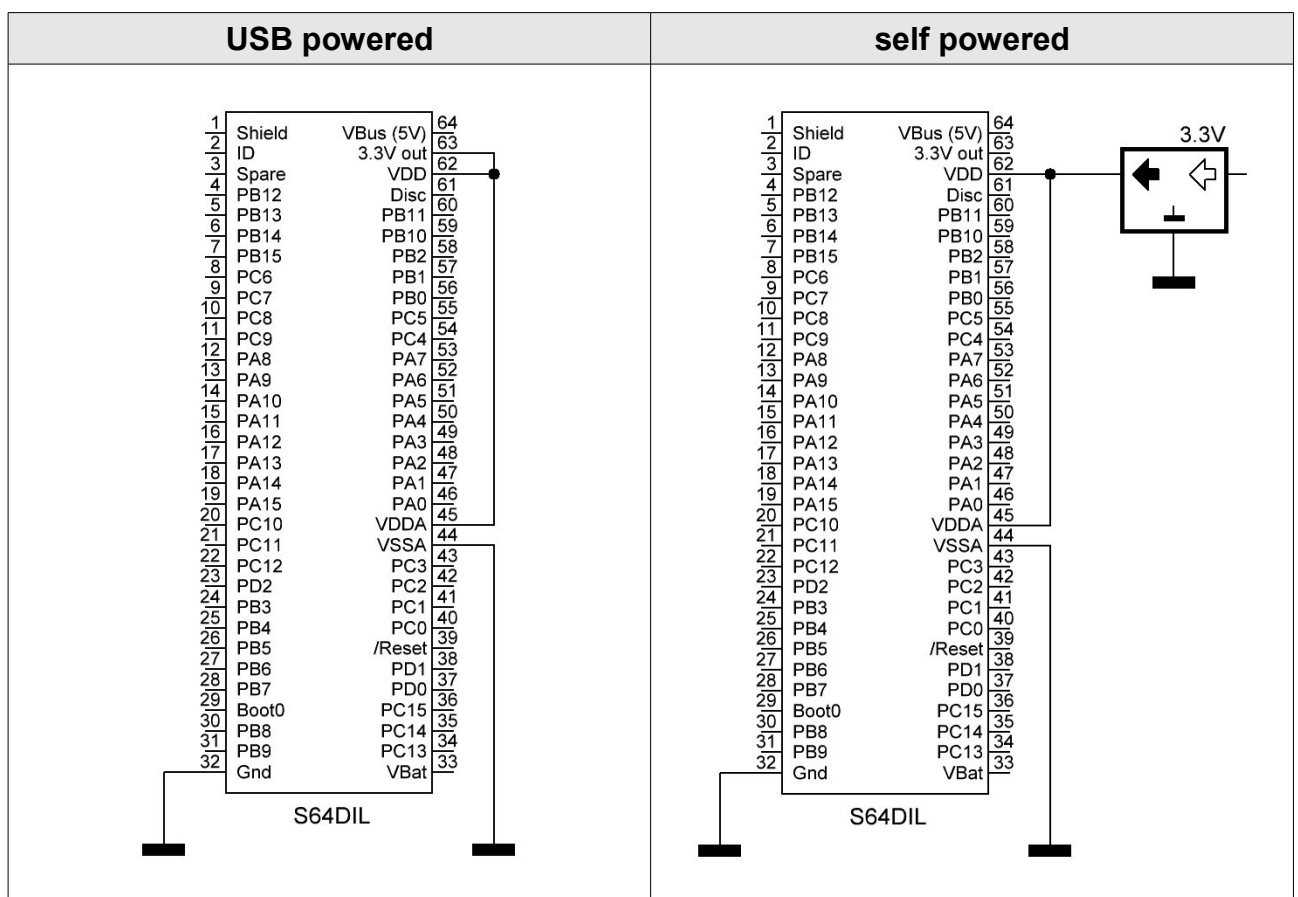 USB powered
self powered
1 Shield VBus (5V) 64
2 ID 3.3V out 63
3 Spare VDD 62
4 PB12 Disc 61
5 PB13 PB11 60
6 PB14 PB10 59
7 PB15 PB2 58
8 PC6 PB1 57
9 PC7 PB0 56
10 PC8 PC5 55
11 PC9 PC4 54
12 PA8 PA7 53
13 PA9 PA6 52
14 PA10 PA5 51
15 PA11 PA4 50
16 PA12 PA3 49
17 PA13 PA2 48
18 PA14 PA1 47
19 PA15 PA0 46
20 PC10 VDDA 45
21 PC11 VSSA 44
22 PC12 PC3 43
23 PD2 PC2 42
24 PB3 PC1 41
25 PB4 PC0 40
26 PB5 /Reset 39
27 PB6 PD1 38
28 PB7 PD0 37
29 Boot0 PC15 36
30 PB8 PC14 35
31 PB9 PC13 34
32 Gnd VBat 33
S64DIL
1 Shield VBus (5V) 64
2 ID 3.3V out 63
3 Spare VDD 62
4 PB12 Disc 61
5 PB13 PB11 60
6 PB14 PB10 59
7 PB15 PB2 58
8 PC6 PB1 57
9 PC7 PB0 56
10 PC8 PC5 55
11 PC9 PC4 54
12 PA8 PA7 53
13 PA9 PA6 52
14 PA10 PA5 51
15 PA11 PA4 50
16 PA12 PA3 49
17 PA13 PA2 48
18 PA14 PA1 47
19 PA15 PA0 46
20 PC10 VDDA 45
21 PC11 VSSA 44
22 PC12 PC3 43
23 PD2 PC2 42
24 PB3 PC1 41
25 PB4 PC0 40
26 PB5 /Reset 39
27 PB6 PD1 38
28 PB7 PD0 37
29 Boot0 PC15 36
30 PB8 PC14 35
31 PB9 PC13 34
32 Gnd VBat 33
S64DIL
3.3V